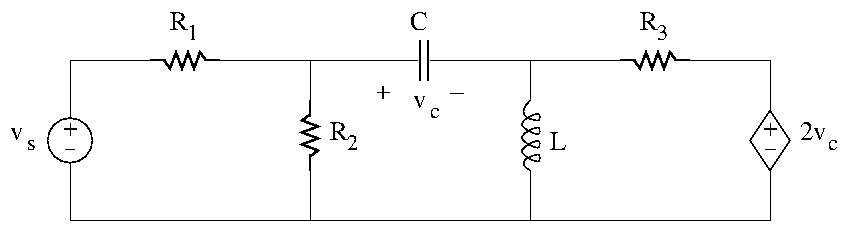 R1 C R3
+ vc −
vs + − R2 L + − 2vc